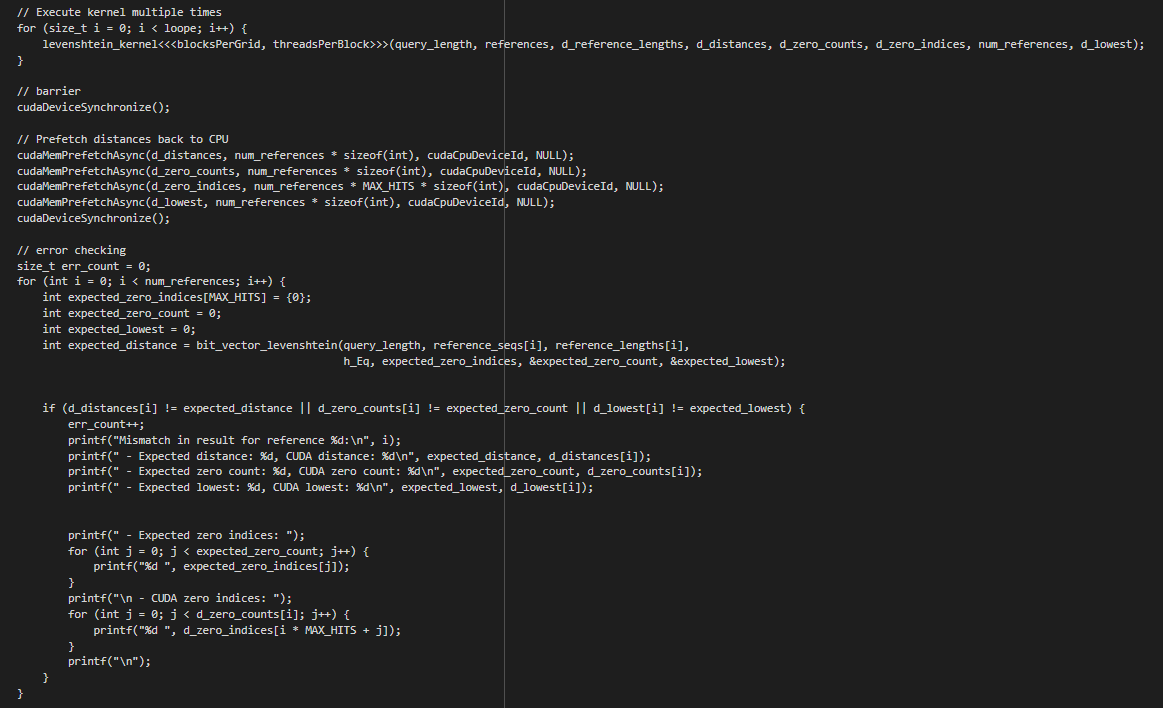 // Execute kernel multiple times
for (size_t i = 0; i < loope; i++) {
    levenshtein_kernel<<<blocksPerGrid, threadsPerBlock>>>(query_length, references, d_reference_lengths, d_distances, d_zero_counts, d_zero_indices, num_references, d_lowest);
}
// barrier
cudaDeviceSynchronize();
// Prefetch distances back to CPU
cudaMemPrefetchAsync(d_distances, num_references * sizeof(int), cudaCpuDeviceId, NULL);
cudaMemPrefetchAsync(d_zero_counts, num_references * sizeof(int), cudaCpuDeviceId, NULL);
cudaMemPrefetchAsync(d_zero_indices, num_references * MAX_HITS * sizeof(int), cudaCpuDeviceId, NULL);
cudaMemPrefetchAsync(d_lowest, num_references * sizeof(int), cudaCpuDeviceId, NULL);
cudaDeviceSynchronize();
// error checking
size_t err_count = 0;
for (int i = 0; i < num_references; i++) {
    int expected_zero_indices[MAX_HITS] = {0};
    int expected_zero_count = 0;
    int expected_lowest = 0;
    int expected_distance = bit_vector_levenshtein(query_length, reference_seqs[i], reference_lengths[i],
                                                   h_Eq, expected_zero_indices, &expected_zero_count, &expected_lowest);
    if (d_distances[i] != expected_distance || d_zero_counts[i] != expected_zero_count || d_lowest[i] != expected_lowest) {
        err_count++;
        printf("Mismatch in result for reference %d:\n", i);
        printf(" - Expected distance: %d, CUDA distance: %d\n", expected_distance, d_distances[i]);
        printf(" - Expected zero count: %d, CUDA zero count: %d\n", expected_zero_count, d_zero_counts[i]);
        printf(" - Expected lowest: %d, CUDA lowest: %d\n", expected_lowest, d_lowest[i]);
        printf(" - Expected zero indices: ");
        for (int j = 0; j < expected_zero_count; j++) {
            printf("%d ", expected_zero_indices[j]);
        }
        printf("\n - CUDA zero indices: ");
        for (int j = 0; j < d_zero_counts[i]; j++) {
            printf("%d ", d_zero_indices[i * MAX_HITS + j]);
        }
        printf("\n");
    }
}